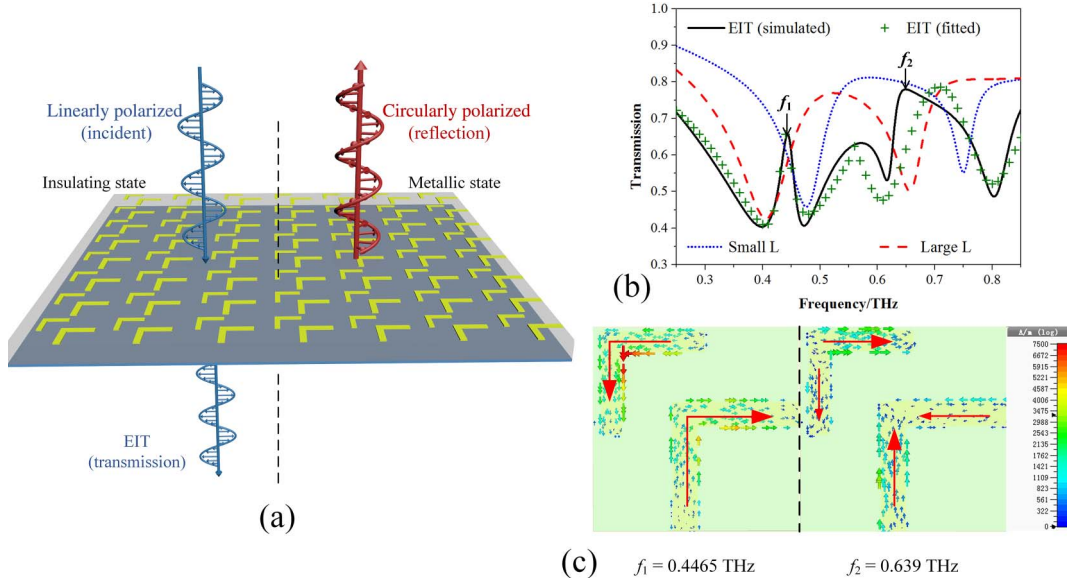 Linearly polarized
(incident)
Circularly polarized
(reflection)
Insulating state
Metallic state
EIT
(transmission)
(a)
EIT (simulated)
EIT (fitted)
f1
f2
Small L
Large L
Transmission
1.0
0.9
0.8
0.7
0.6
0.5
0.4
0.3
0.3
0.4
0.5
0.6
0.7
0.8
Frequency/THz
(b)
A/m (log)
7500
6672
5915
5221
4587
4006
3475
2988
2543
2135
1762
1421
1109
823
561
322
0
(c)
f1 = 0.4465 THz
f2 = 0.639 THz